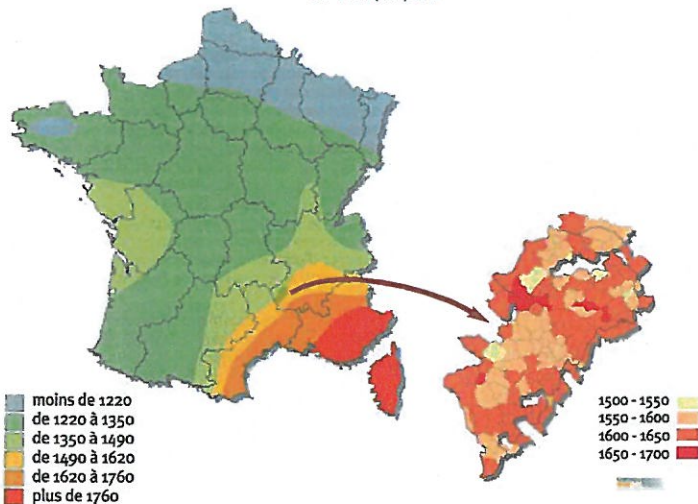 moins de 1220
de 1220 à 1350
de 1350 à 1490
de 1490 à 1620
de 1620 à 1760
plus de 1760
1500 - 1550
1550 - 1600
1600 - 1650
1650 - 1700